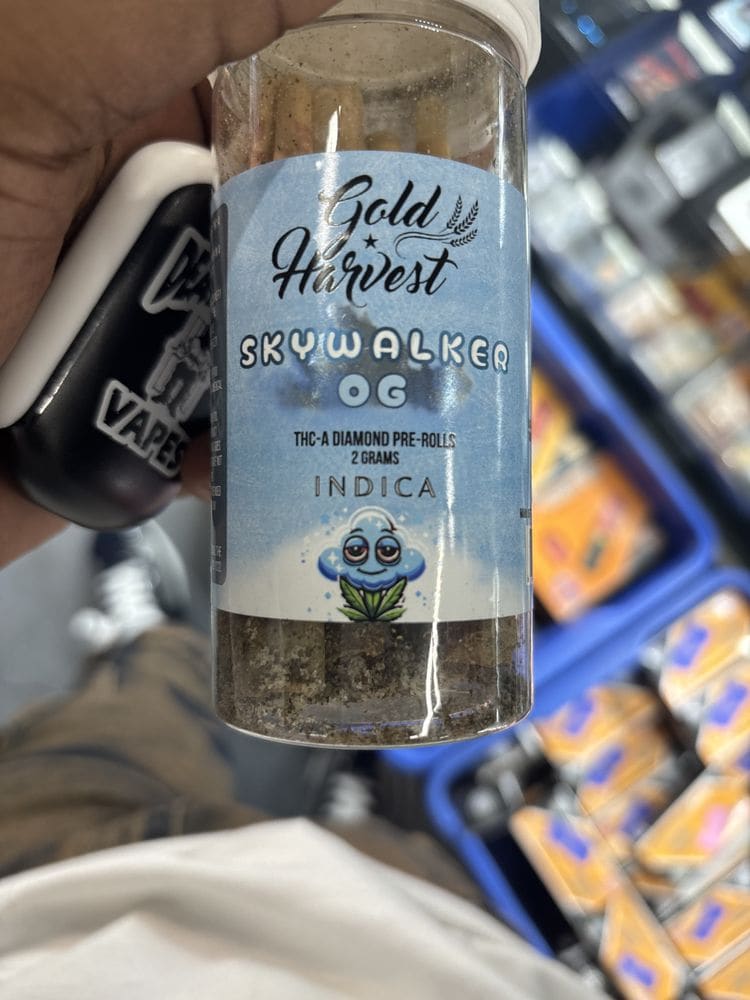 Gold
Harvest
SKYWALKER
OG
THC-A DIAMOND PRE-ROLLS
2 GRAMS
INDICA
VAPES